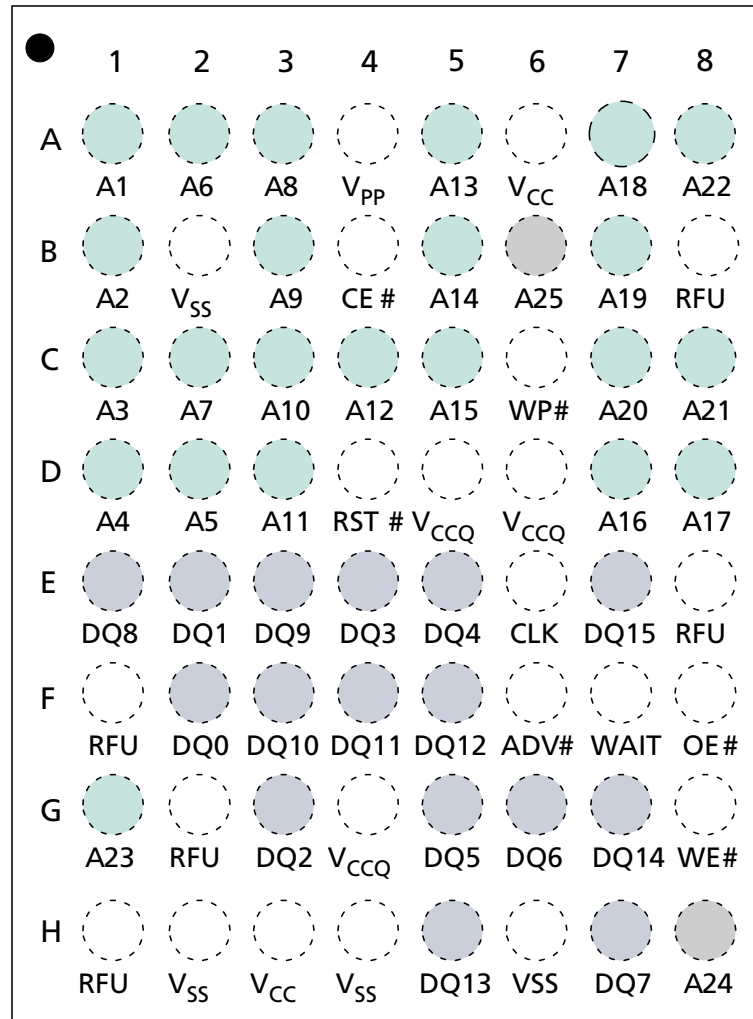 1 2 3 4 5 6 7 8
A
A1 A6 A8 VPP A13 VCC A18 A22
B
A2 VSS A9 CE # A14 A25 A19 RFU
C
A3 A7 A10 A12 A15 WP# A20 A21
D
A4 A5 A11 RST # VCCQ VCCQ A16 A17
E
DQ8 DQ1 DQ9 DQ3 DQ4 CLK DQ15 RFU
F
RFU DQ0 DQ10 DQ11 DQ12 ADV# WAIT OE #
G
A23 RFU DQ2 VCCQ DQ5 DQ6 DQ14 WE#
H
RFU VSS VCC VSS DQ13 VSS DQ7 A24